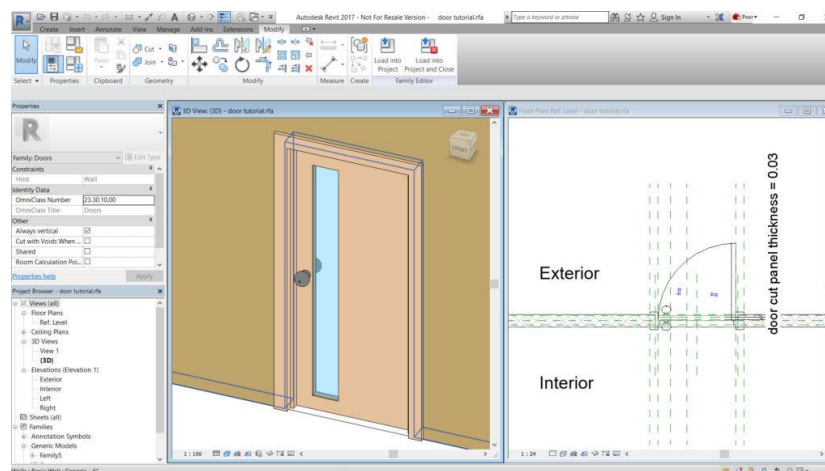 Autodesk Revit 2017 - Not For Resale Version - door tutorial.rfa
Type a keyword or phrase
Sign In
Create Insert Annotate View Manage Add-Ins Extensions Modify
Modify
Paste
Cut
Join
Load into Project
Load into Project and Close
Select Properties Clipboard Geometry Modify Measure Create Family Editor
Properties
Family: Doors
Edit Type
Constraints
Host Wall
Identity Data
OmniClass Number 23.30.10.00
OmniClass Title Doors
Other
Always vertical
Cut with Voids When ...
Shared
Room Calculation Poi...
Properties help
Apply
Project Browser - door tutorial.rfa
Views (all)
Floor Plans
Ref. Level
Ceiling Plans
3D Views
View 1
(3D)
Elevations (Elevation 1)
Exterior
Interior
Left
Right
Sheets (all)
Families
Annotation Symbols
Generic Models
Family5
3D View: (3D) - door tutorial.rfa
FRONT
1 : 100
Floor Plan: Ref. Level - door tutorial.rfa
door cut panel thickness = 0.03
Exterior
Interior
1 : 24